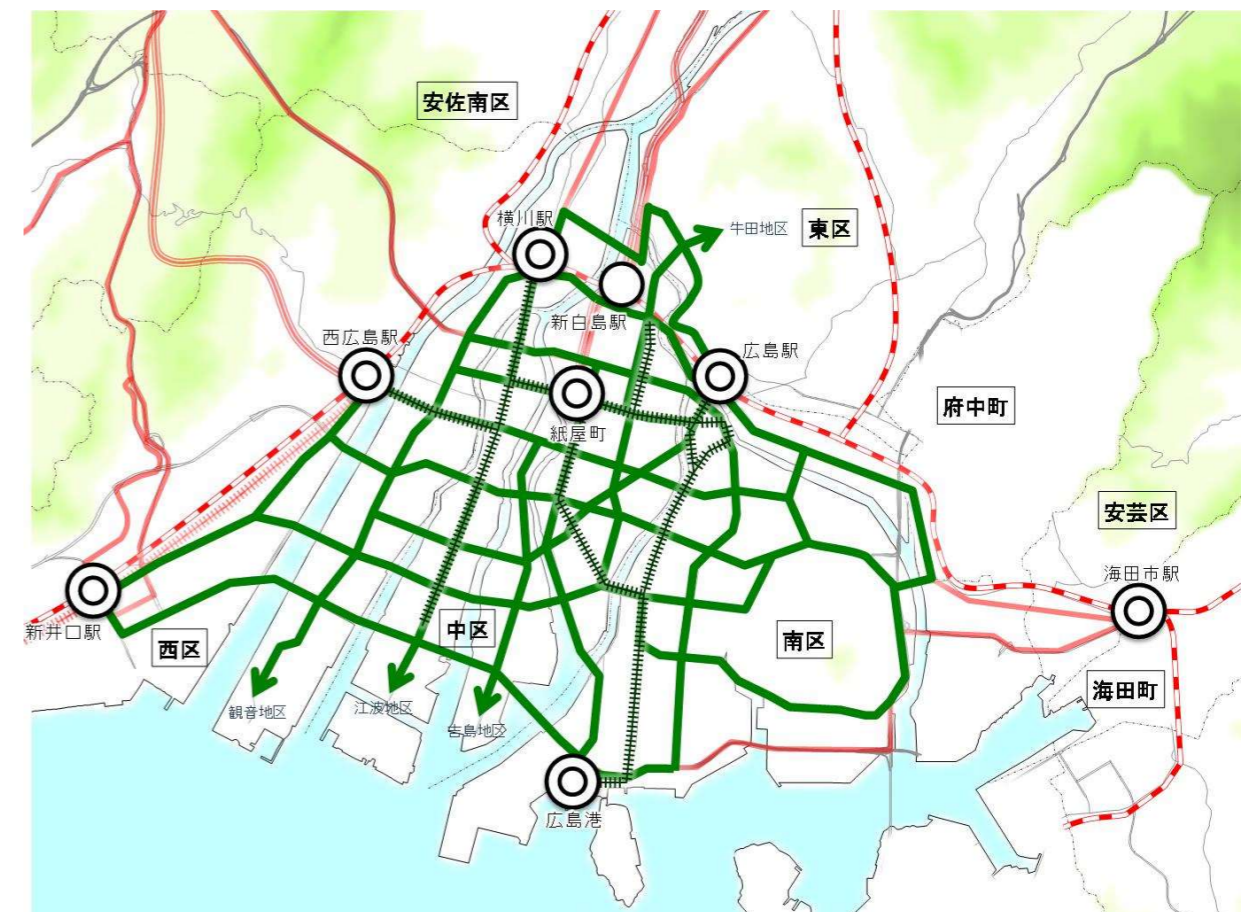 安佐南区
横川駅
牛田地区
東区
新白島駅
西広島駅
広島駅
紙屋町
府中町
安芸区
海田市駅
新井口駅
西区
中区
南区
海田町
観音地区
江波地区
吉島地区
広島港